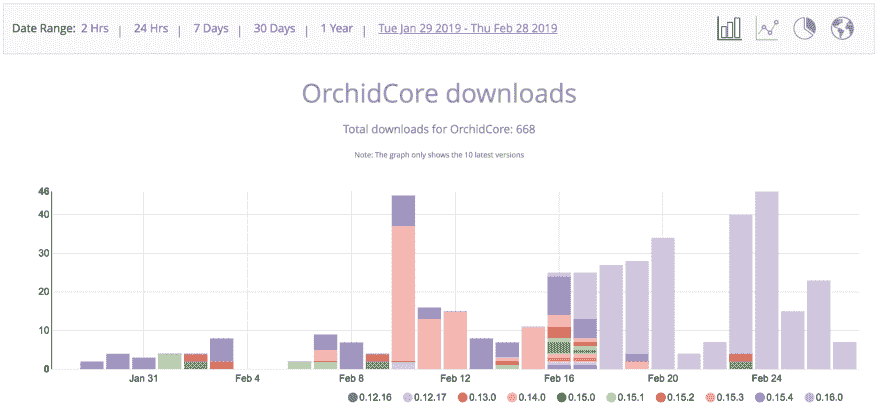 Date Range: 2 Hrs | 24 Hrs | 7 Days | 30 Days | 1 Year | Tue Jan 29 2019 - Thu Feb 28 2019
OrchidCore downloads
Total downloads for OrchidCore: 668
Note: The graph only shows the 10 latest versions
46
40
30
20
10
0
Jan 31 Feb 4 Feb 8 Feb 12 Feb 16 Feb 20 Feb 24
0.12.16 0.12.17 0.13.0 0.14.0 0.15.0 0.15.1 0.15.2 0.15.3 0.15.4 0.16.0